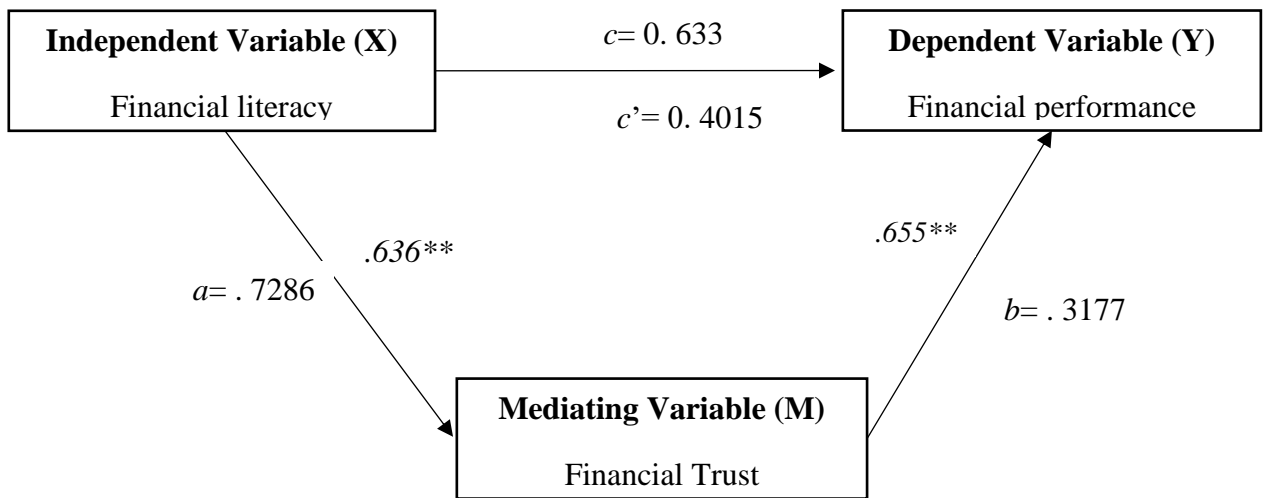 Independent Variable (X)
Financial literacy
c= 0. 633
c’= 0. 4015
Dependent Variable (Y)
Financial performance
.636**
a= . 7286
.655**
b= . 3177
Mediating Variable (M)
Financial Trust